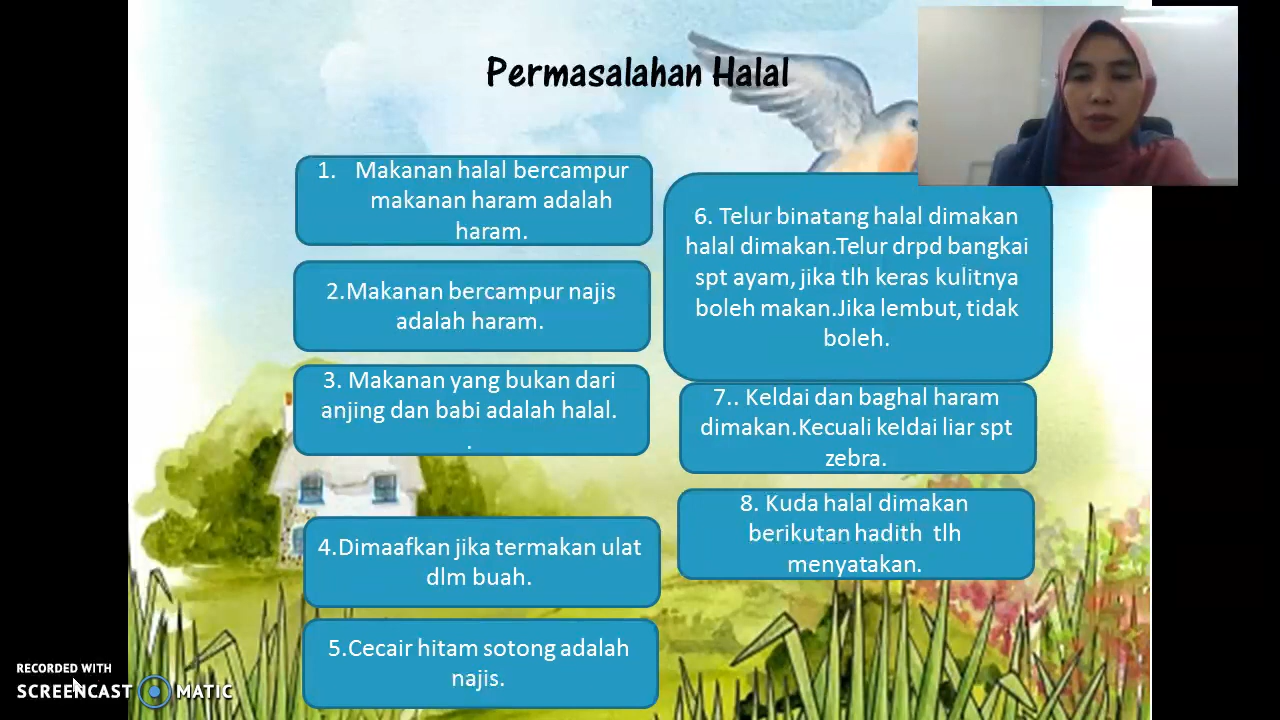 Permasalahan Halal
1. Makanan halal bercampur
makanan haram adalah
haram.
2.Makanan bercampur najis
adalah haram.
3. Makanan yang bukan dari
anjing dan babi adalah halal.
.
4.Dimaafkan jika termakan ulat
dlm buah.
5.Cecair hitam sotong adalah
najis.
6. Telur binatang halal dimakan
halal dimakan.Telur drpd bangkai
spt ayam, jika tlh keras kulitnya
boleh makan.Jika lembut, tidak
boleh.
7.. Keldai dan baghal haram
dimakan.Kecuali keldai liar spt
zebra.
8. Kuda halal dimakan
berikutan hadith tlh
menyatakan.
RECORDED WITH
SCREENCAST MATIC